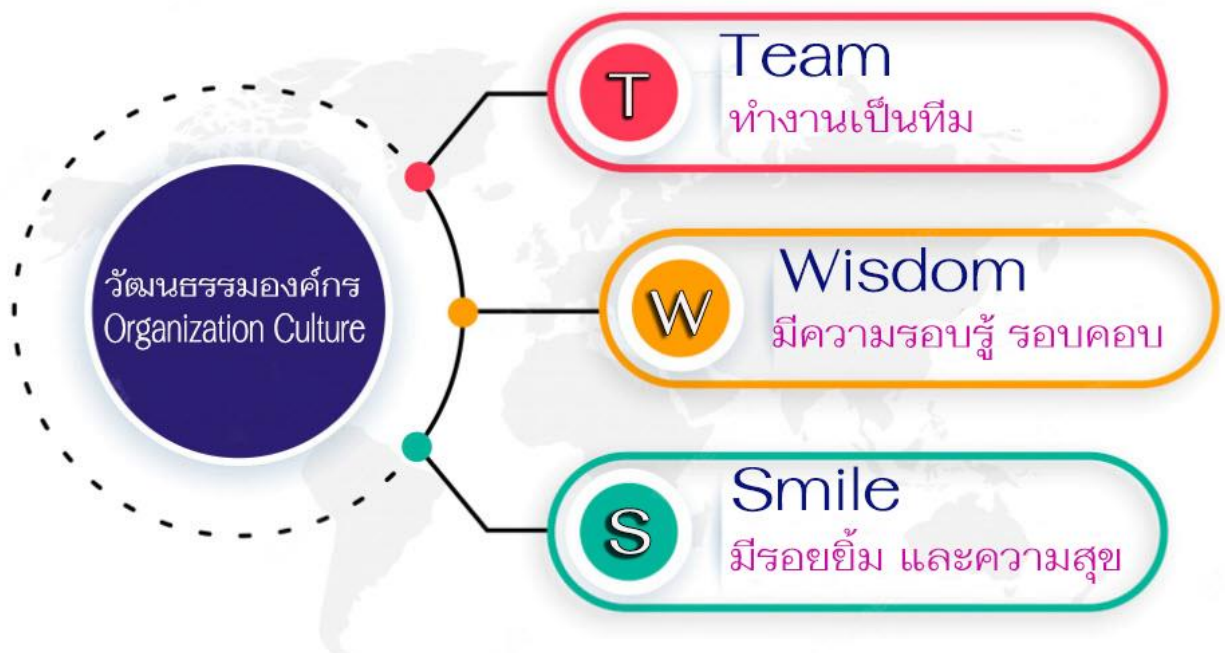 วัฒนธรรมองค์กร
Organization Culture
T
Team
ทำงานเป็นทีม
W
Wisdom
มีความรอบรู้ รอบคอบ
S
Smile
มีรอยยิ้ม และความสุข